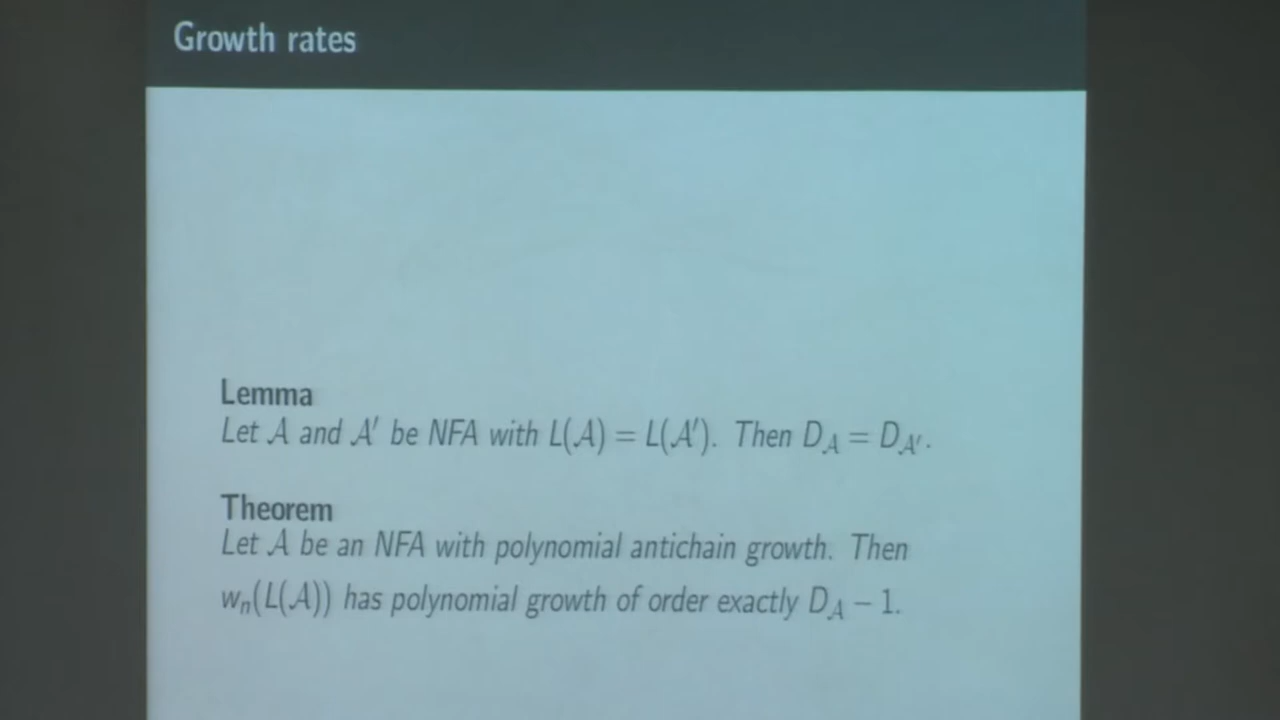 Growth rates
Lemma
Let 𝒜 and 𝒜′ be NFA with L(𝒜) = L(𝒜′). Then D_𝒜 = D_𝒜′.
Theorem
Let 𝒜 be an NFA with polynomial antichain growth. Then
wₙ(L(𝒜)) has polynomial growth of order exactly D_𝒜 − 1.